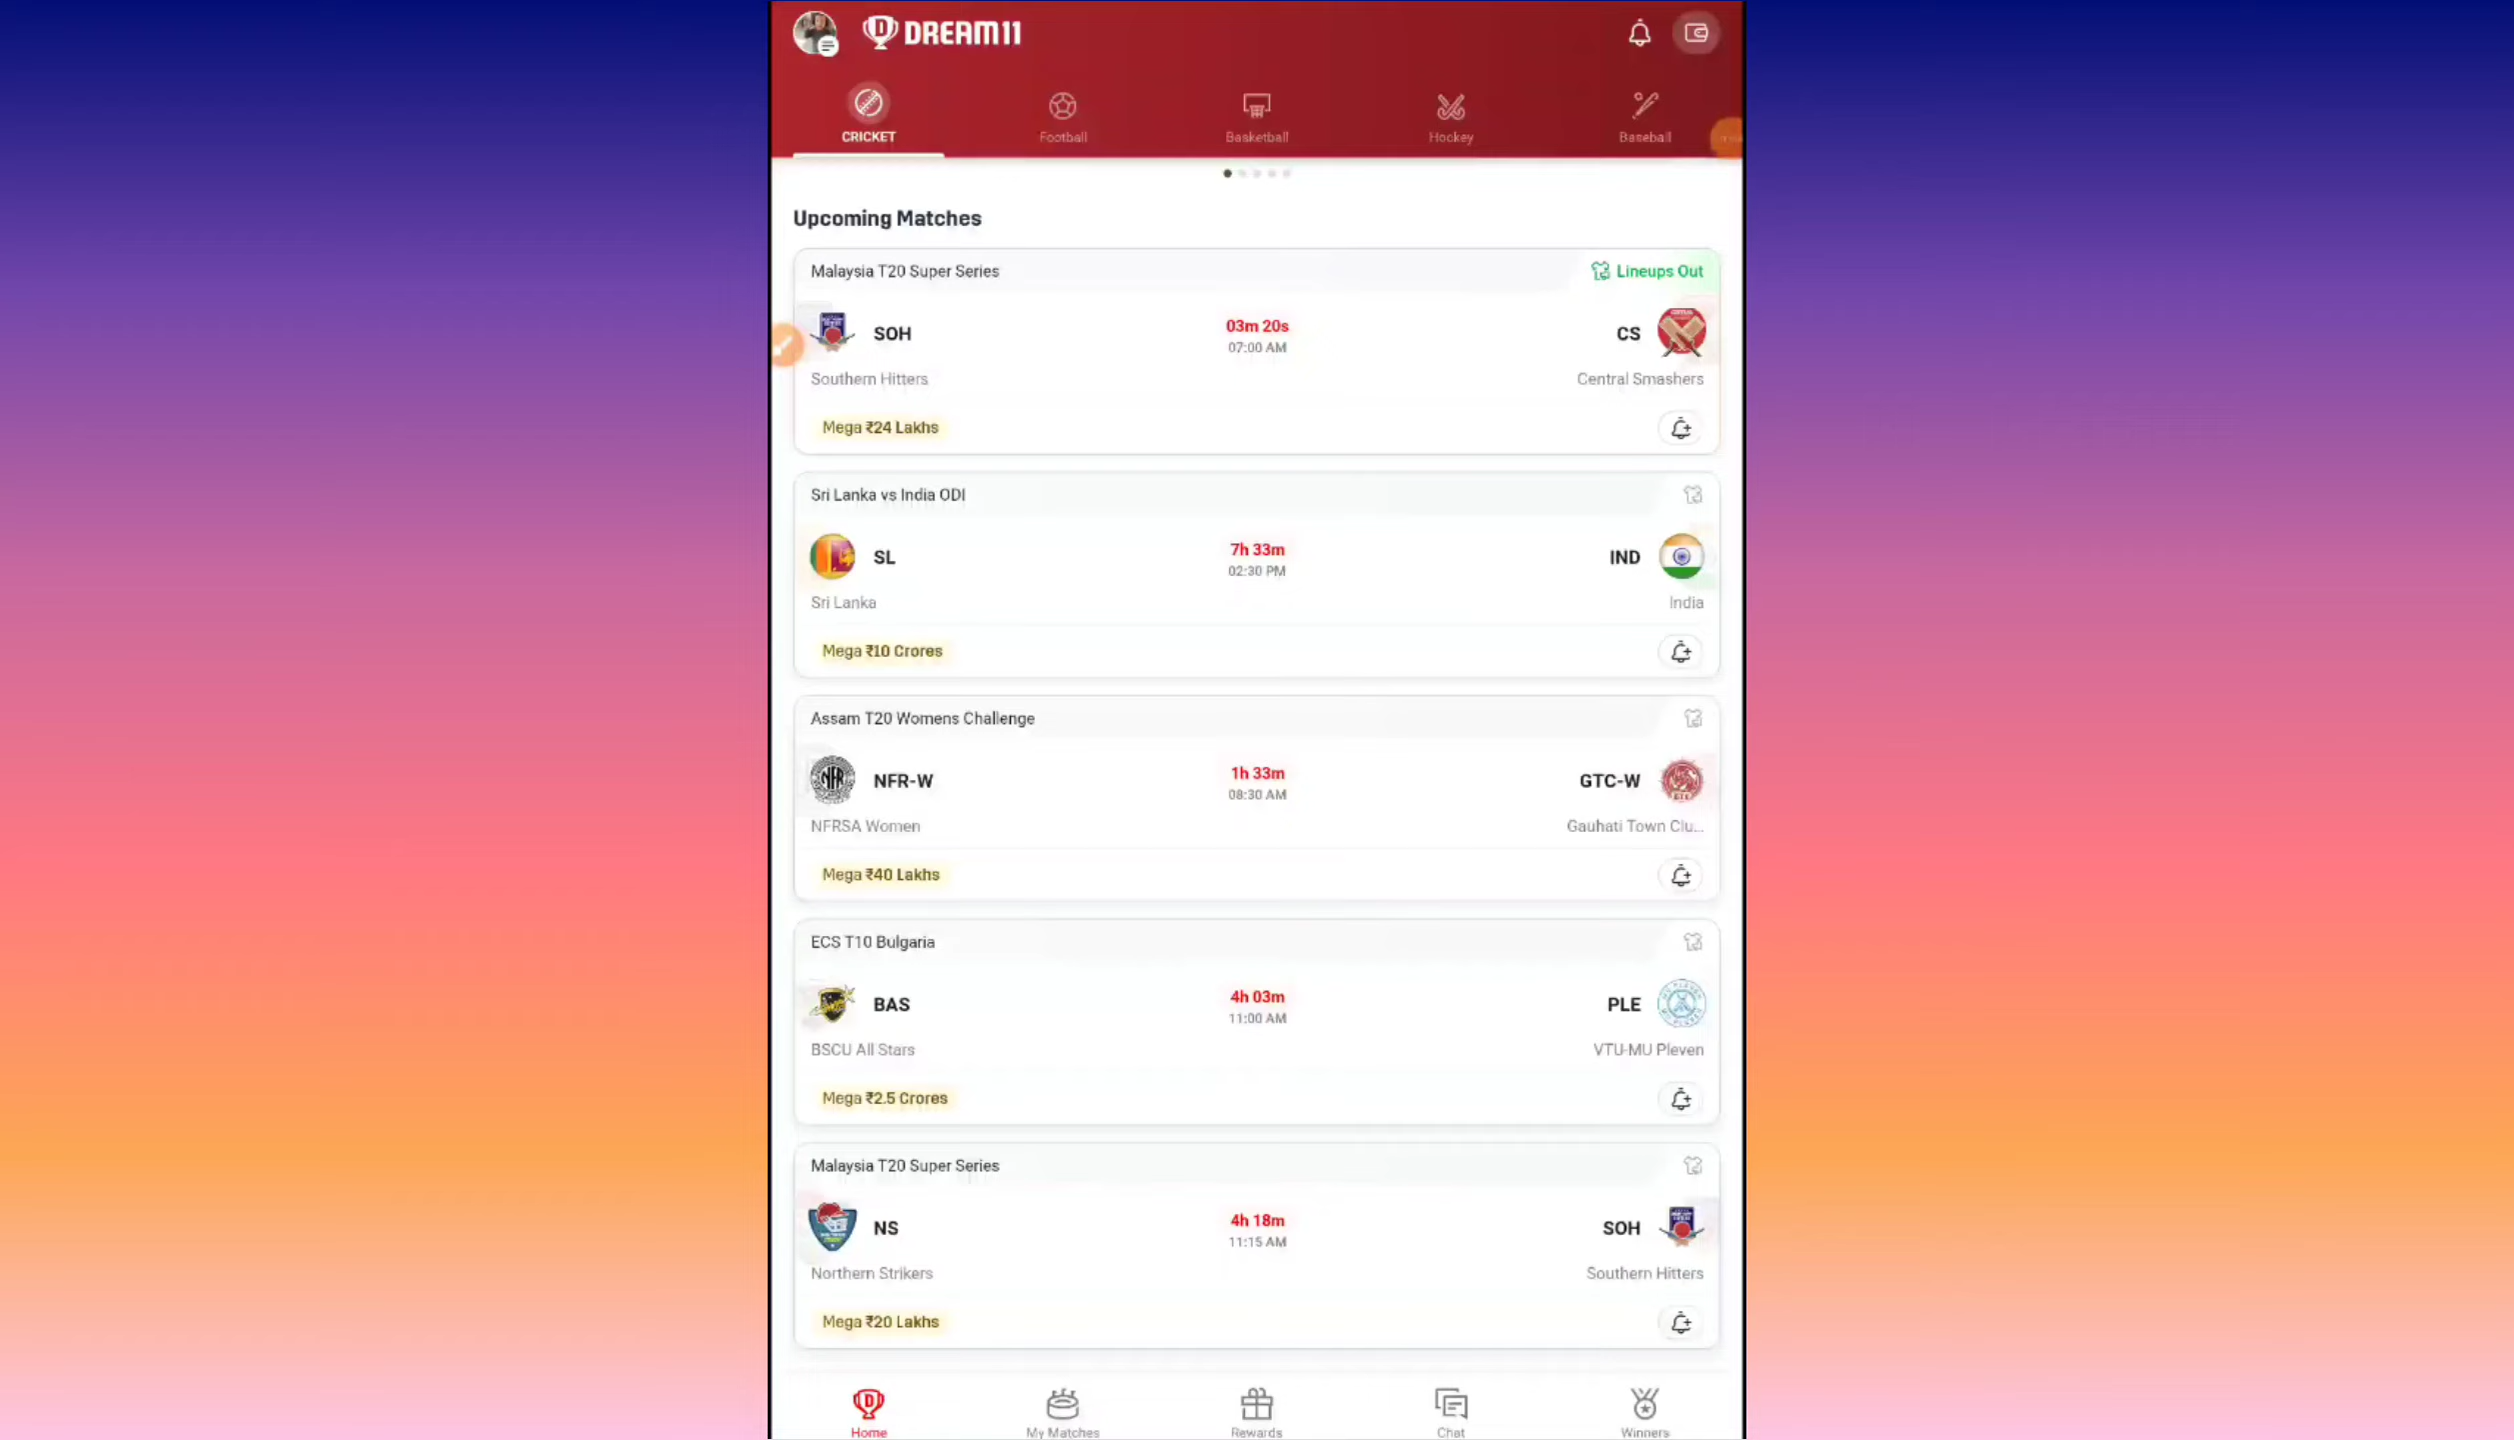 DREAM11
CRICKET
Football
Basketball
Hockey
Baseball
Upcoming Matches
Malaysia T20 Super Series
Lineups Out
SOH
03m 20s
07:00 AM
CS
Southern Hitters
Central Smashers
Mega ₹24 Lakhs
Sri Lanka vs India ODI
SL
7h 33m
02:30 PM
IND
Sri Lanka
India
Mega ₹10 Crores
Assam T20 Womens Challenge
NFR-W
1h 33m
08:30 AM
GTC-W
NFRSA Women
Gauhati Town Clu...
Mega ₹40 Lakhs
ECS T10 Bulgaria
BAS
4h 03m
11:00 AM
PLE
BSCU All Stars
VTU-MU Pleven
Mega ₹2.5 Crores
Malaysia T20 Super Series
NS
4h 18m
11:15 AM
SOH
Northern Strikers
Southern Hitters
Mega ₹20 Lakhs
Home
My Matches
Rewards
Chat
Winners